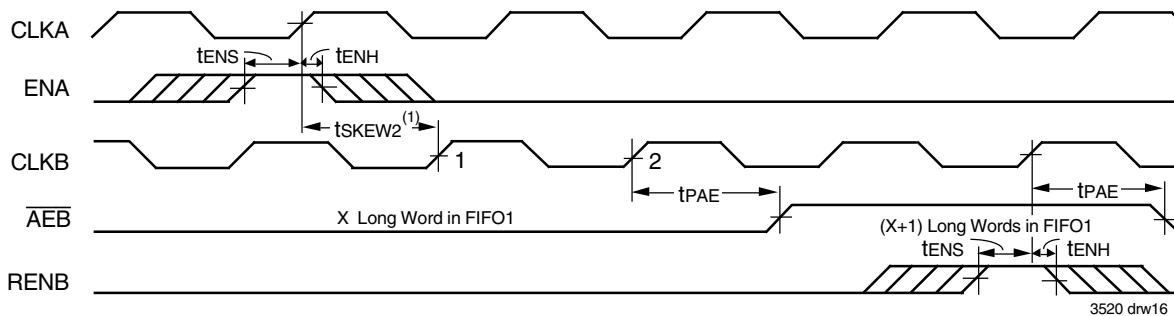 CLKA
tENS
tENH
ENA
tSKEW2(1)
CLKB
1
2
tPAE
tPAE
AEB
X Long Word in FIFO1
(X+1) Long Words in FIFO1
tENS
tENH
RENB
3520 drw16